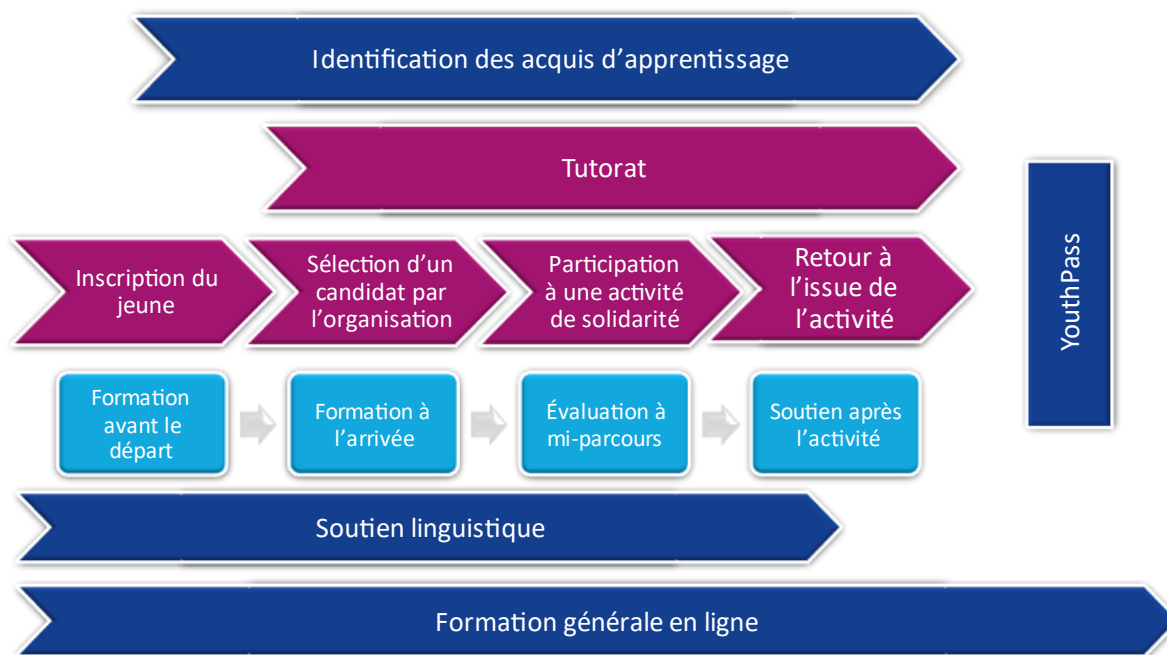 Identification des acquis d’apprentissage
Tutorat
Inscription du
jeune
Sélection d’un
candidat par
l’organisation
Participation
à une activité
de solidarité
Retour à
l’issue de
l’activité
YouthPass
Formation
avant le
départ
Formation à
l’arrivée
Évaluation à
mi-parcours
Soutien après
l’activité
Soutien linguistique
Formation générale en ligne